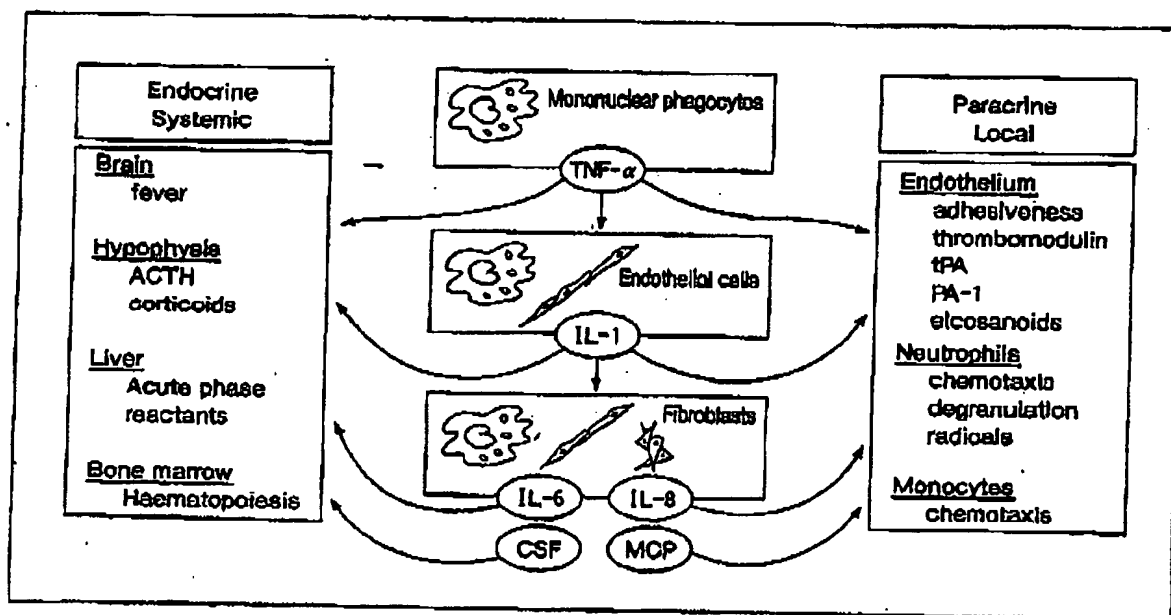 Endocrine
Systemic
Brain
fever
Hypophysis
ACTH
corticoids
Liver
Acute phase
reactants
Bone marrow
Haematopoiesis
Mononuclear phagocytos
TNF-α
Endothelial cells
IL-1
Fibroblasts
IL-6
IL-8
CSF
MCP
Paracrine
Local
Endothelium
adhesiveness
thrombomodulin
tPA
PA-1
eicosanoids
Neutrophils
chemotaxis
degranulation
radicals
Monocytes
chemotaxis